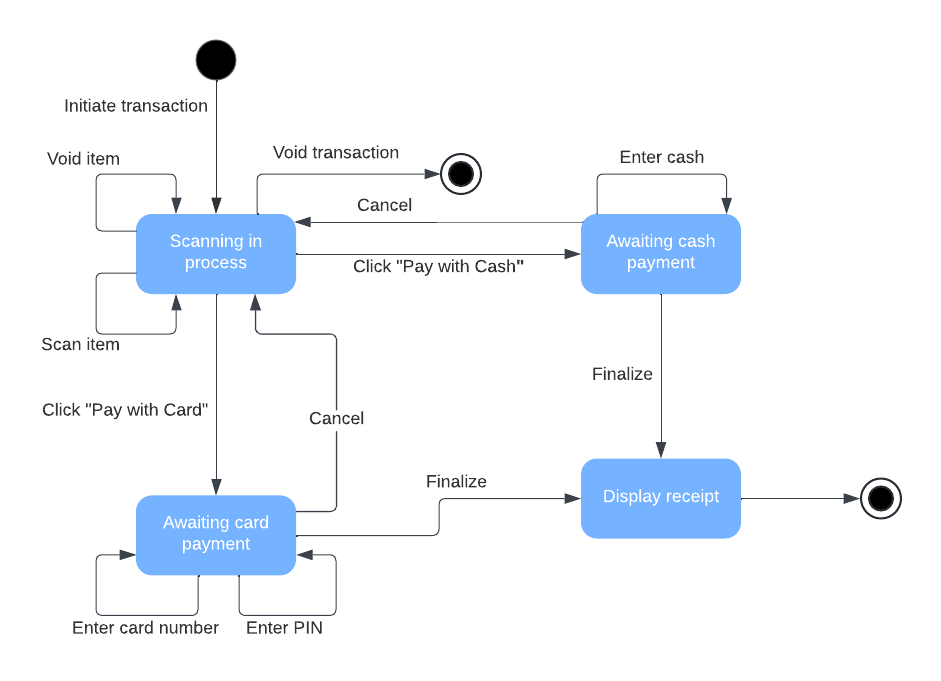 Initiate transaction
Void item
Void transaction
Enter cash
Cancel
Scanning in
process
Awaiting cash
payment
Click "Pay with Cash"
Scan item
Finalize
Click "Pay with Card"
Cancel
Finalize
Display receipt
Awaiting card
payment
Enter card number
Enter PIN